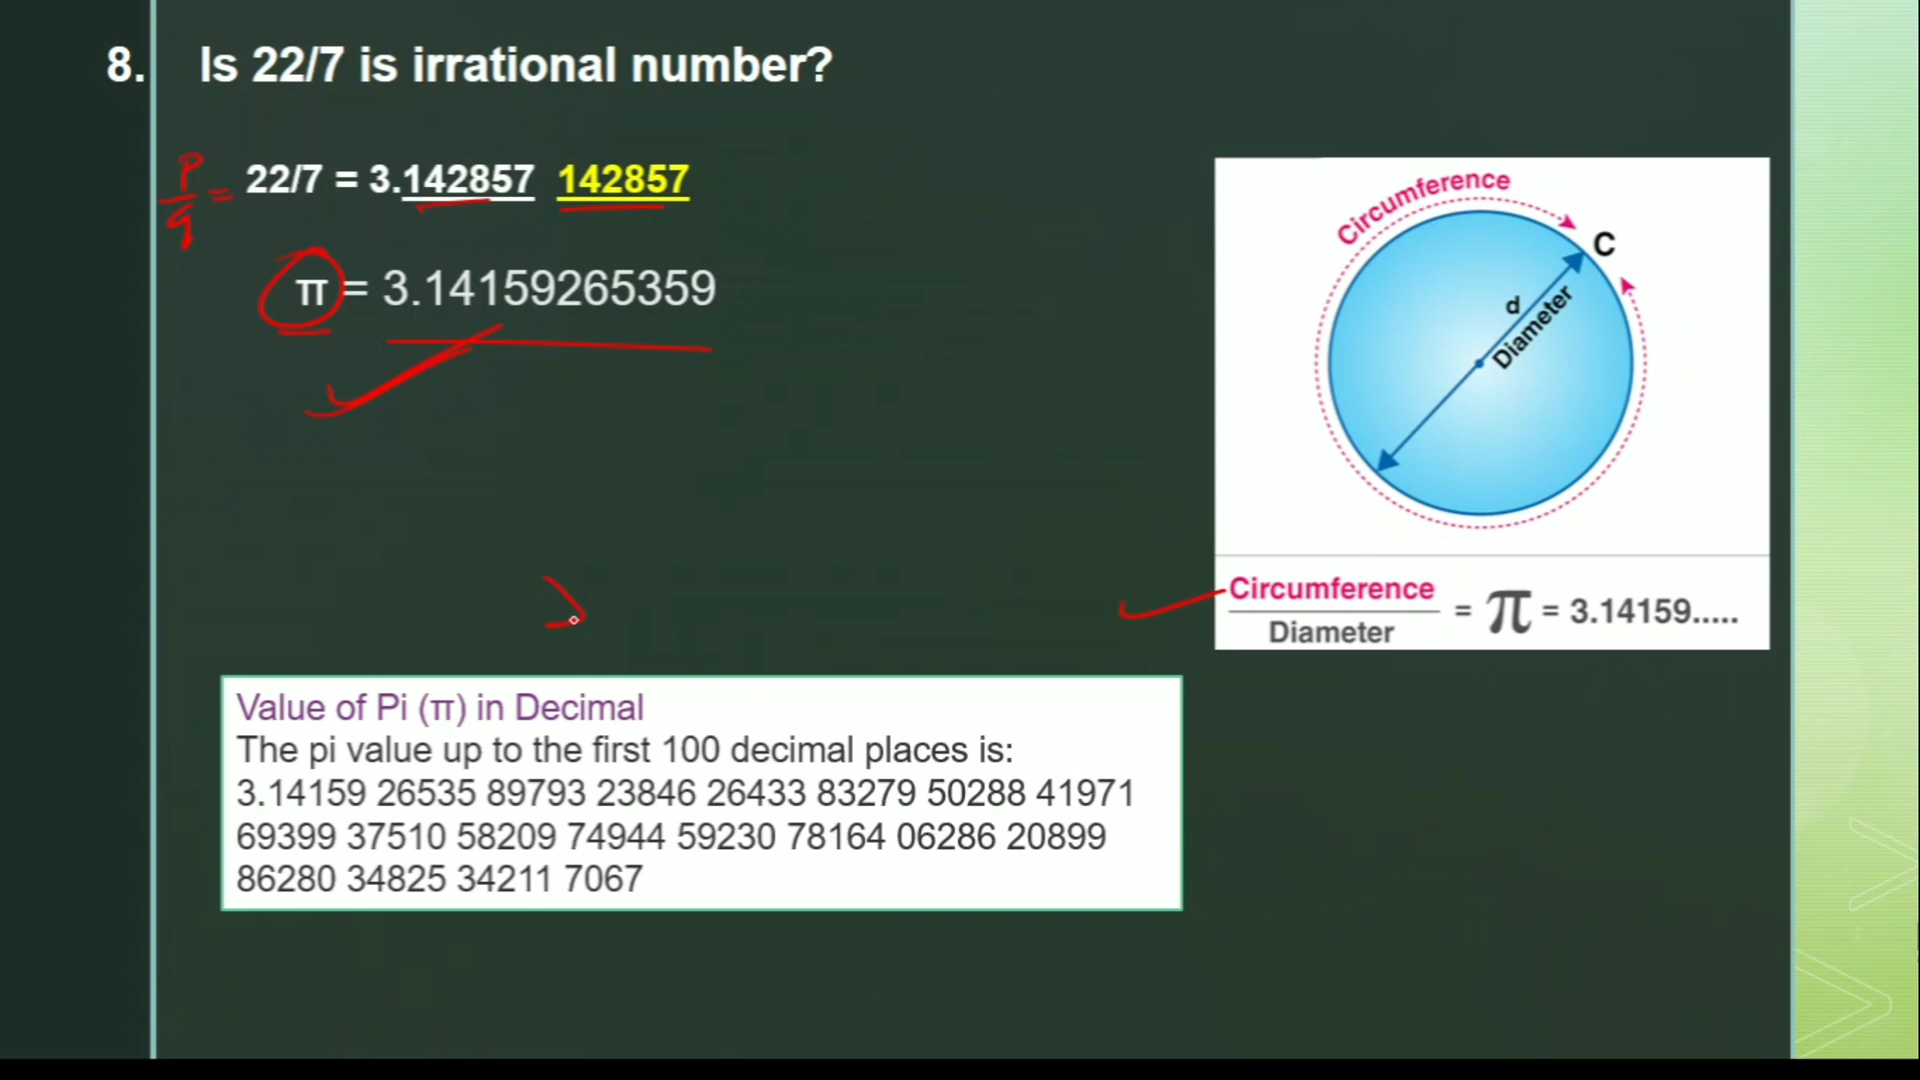 8. Is 22/7 is irrational number?
p/q = 22/7 = 3.142857 142857
π = 3.14159265359
Circumference
C
d
Diameter
Circumference
Diameter
= π = 3.14159.....
Value of Pi (π) in Decimal
The pi value up to the first 100 decimal places is:
3.14159 26535 89793 23846 26433 83279 50288 41971
69399 37510 58209 74944 59230 78164 06286 20899
86280 34825 34211 7067